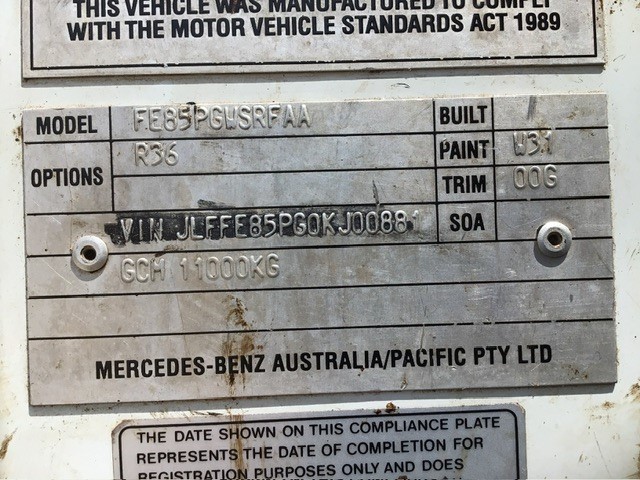 THIS VEHICLE WAS MANUFACTURED TO COMPLY
WITH THE MOTOR VEHICLE STANDARDS ACT 1989
MODEL FE85PGWSRFAA BUILT
OPTIONS R36 PAINT W31
TRIM 00G
VIN JLFFE85PG0KJ00881 SOA
GCM 11000KG
MERCEDES-BENZ AUSTRALIA/PACIFIC PTY LTD
THE DATE SHOWN ON THIS COMPLIANCE PLATE
REPRESENTS THE DATE OF COMPLETION FOR
REGISTRATION PURPOSES ONLY AND DOES